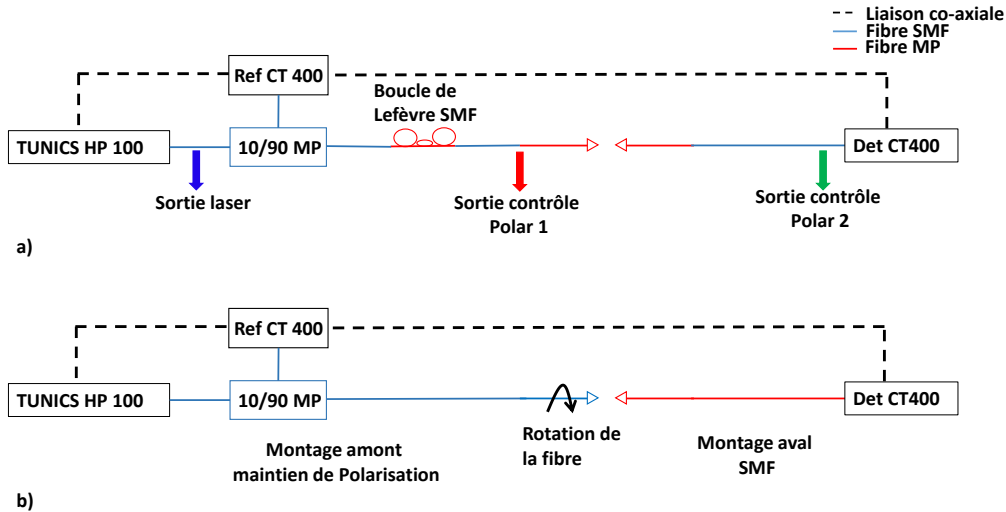 Liaison co-axiale
Fibre SMF
Fibre MP
Ref CT 400
Boucle de
Lefèvre SMF
TUNICS HP 100
10/90 MP
Det CT400
Sortie laser
Sortie contrôle
Polar 1
Sortie contrôle
Polar 2
a)
Ref CT 400
TUNICS HP 100
10/90 MP
Det CT400
Rotation de
la fibre
Montage amont
maintien de Polarisation
Montage aval
SMF
b)